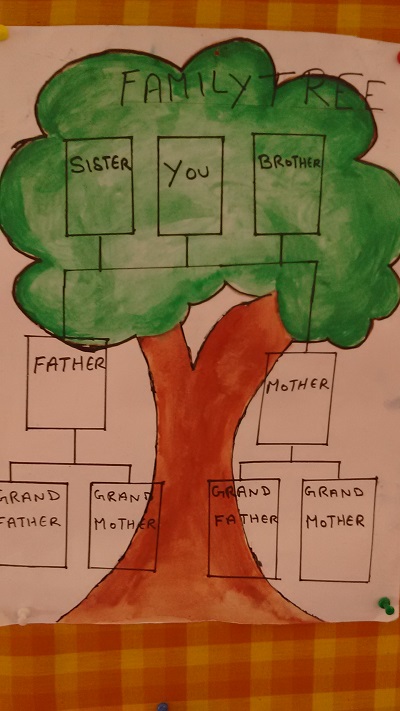 FAMILY TREE
SISTER
YOU
BROTHER
FATHER
MOTHER
GRAND
FATHER
GRAND
MOTHER
GRAND
FATHER
GRAND
MOTHER